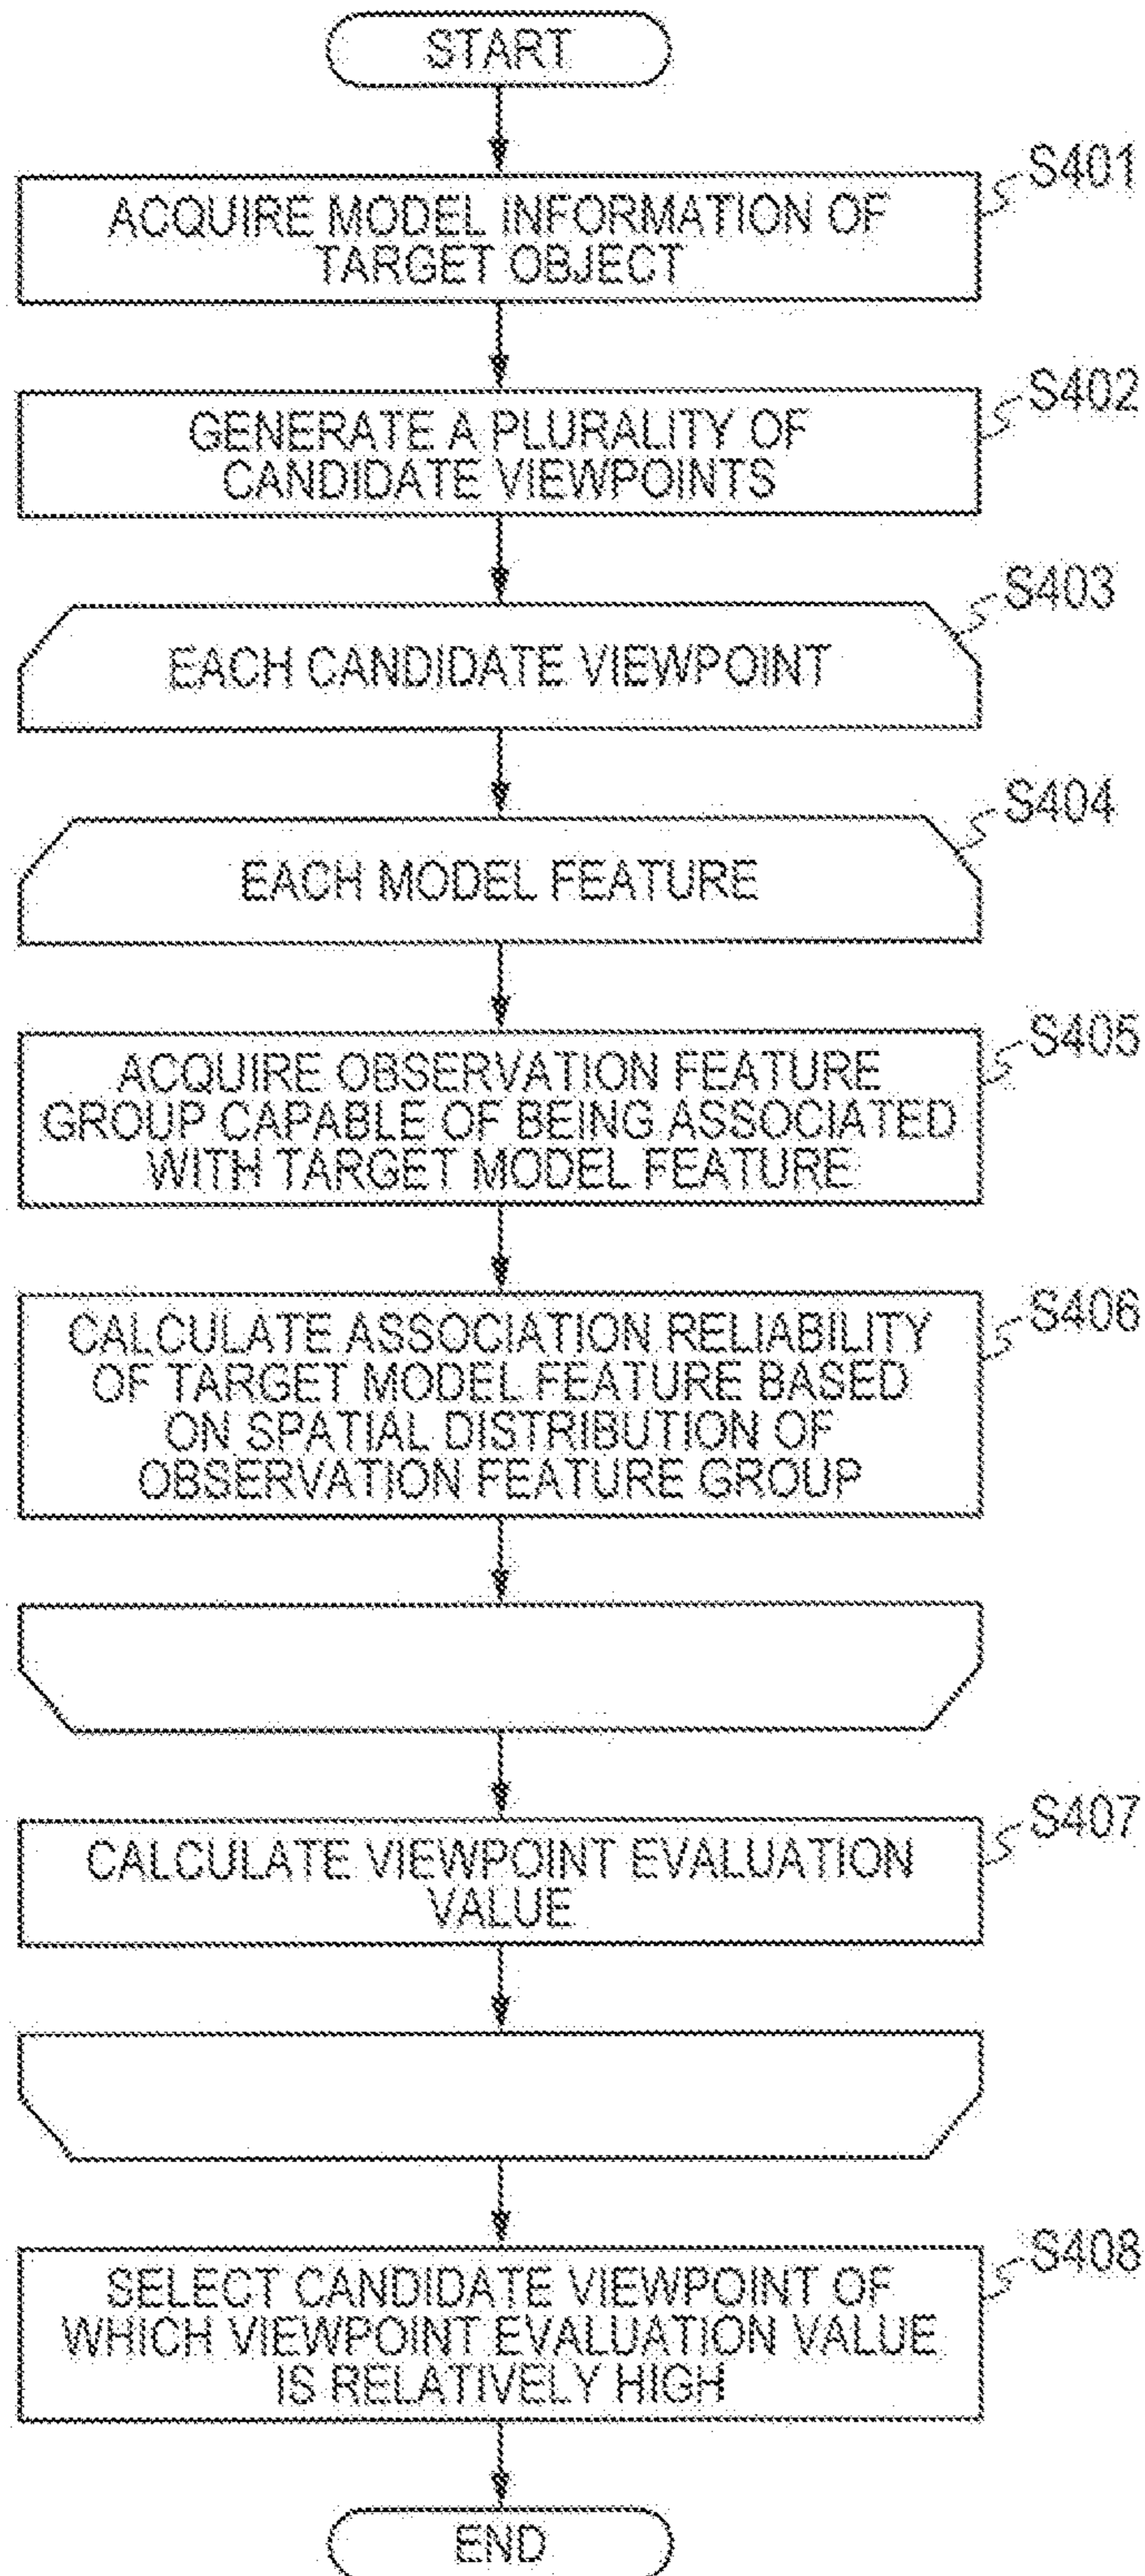 START
S401
ACQUIRE MODEL INFORMATION OF
TARGET OBJECT
S402
GENERATE A PLURALITY OF
CANDIDATE VIEWPOINTS
S403
EACH CANDIDATE VIEWPOINT
S404
EACH MODEL FEATURE
S405
ACQUIRE OBSERVATION FEATURE
GROUP CAPABLE OF BEING ASSOCIATED
WITH TARGET MODEL FEATURE
S406
CALCULATE ASSOCIATION RELIABILITY
OF TARGET MODEL FEATURE BASED
ON SPATIAL DISTRIBUTION OF
OBSERVATION FEATURE GROUP
S407
CALCULATE VIEWPOINT EVALUATION
VALUE
S408
SELECT CANDIDATE VIEWPOINT OF
WHICH VIEWPOINT EVALUATION VALUE
IS RELATIVELY HIGH
END